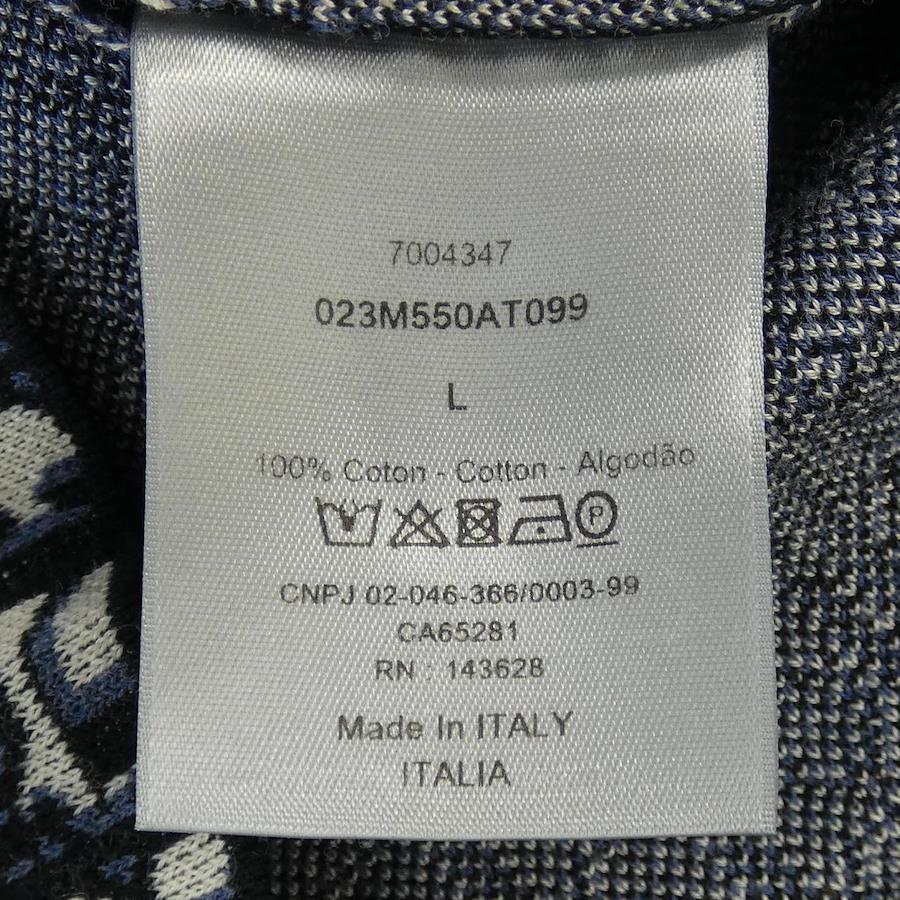 7004347
023M550AT099
L
100% Coton - Cotton - Algodão
P
CNPJ 02-046-366/0003-99
CA65281
RN : 143628
Made In ITALY
ITALIA